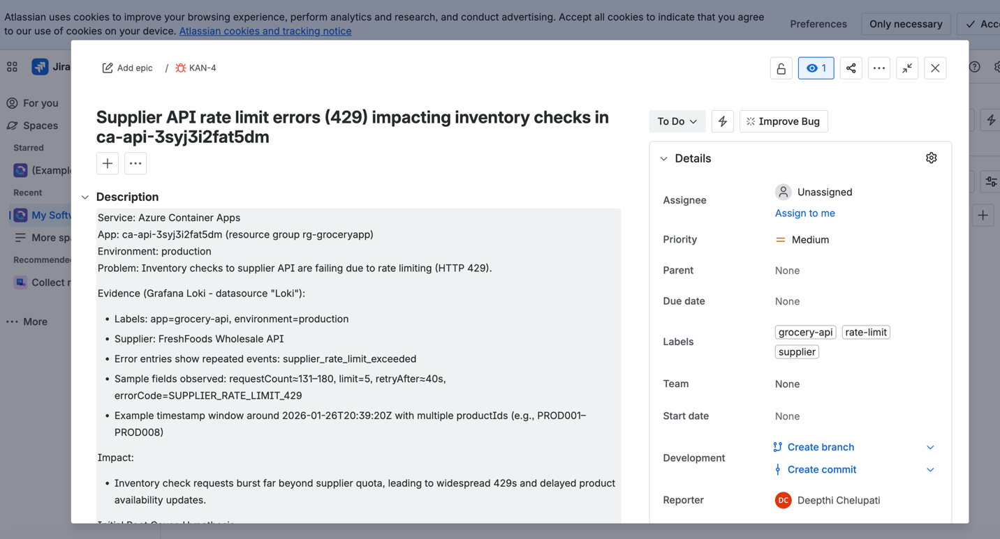 Atlassian uses cookies to improve your browsing experience, perform analytics and research, and conduct advertising. Accept all cookies to indicate that you agree
to our use of cookies on your device. Atlassian cookies and tracking notice
Preferences
Only necessary
Jira
For you
Spaces
Starred
Recent
Recommende
More
Add epic / KAN-4
1
Supplier API rate limit errors (429) impacting inventory checks in
ca-api-3syj3i2fat5dm
Description
Service: Azure Container Apps
App: ca-api-3syj3i2fat5dm (resource group rg-groceryapp)
Environment: production
Problem: Inventory checks to supplier API are failing due to rate limiting (HTTP 429).
Evidence (Grafana Loki - datasource "Loki"):
• Labels: app=grocery-api, environment=production
• Supplier: FreshFoods Wholesale API
• Error entries show repeated events: supplier_rate_limit_exceeded
• Sample fields observed: requestCount≈131–180, limit=5, retryAfter≈40s,
errorCode=SUPPLIER_RATE_LIMIT_429
• Example timestamp window around 2026-01-26T20:39:20Z with multiple productIds (e.g., PROD001–
PROD008)
Impact:
• Inventory check requests burst far beyond supplier quota, leading to widespread 429s and delayed product
availability updates.
To Do
Improve Bug
Details
Assignee
Unassigned
Assign to me
Priority
Medium
Parent
None
Due date
None
Labels
grocery-api rate-limit
supplier
Team
None
Start date
None
Development
Create branch
Create commit
Reporter
DC Deepthi Chelupati